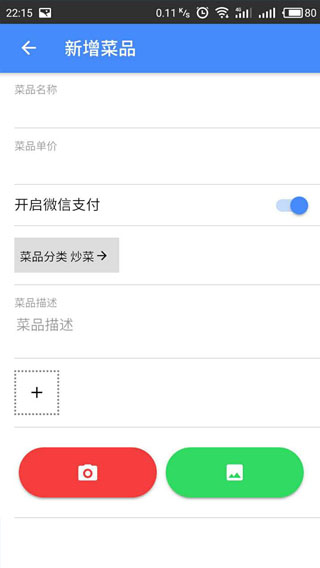 22:15
0.11 K/s
4G
80
新增菜品
菜品名称
菜品单价
开启微信支付
菜品分类 炒菜
菜品描述
菜品描述